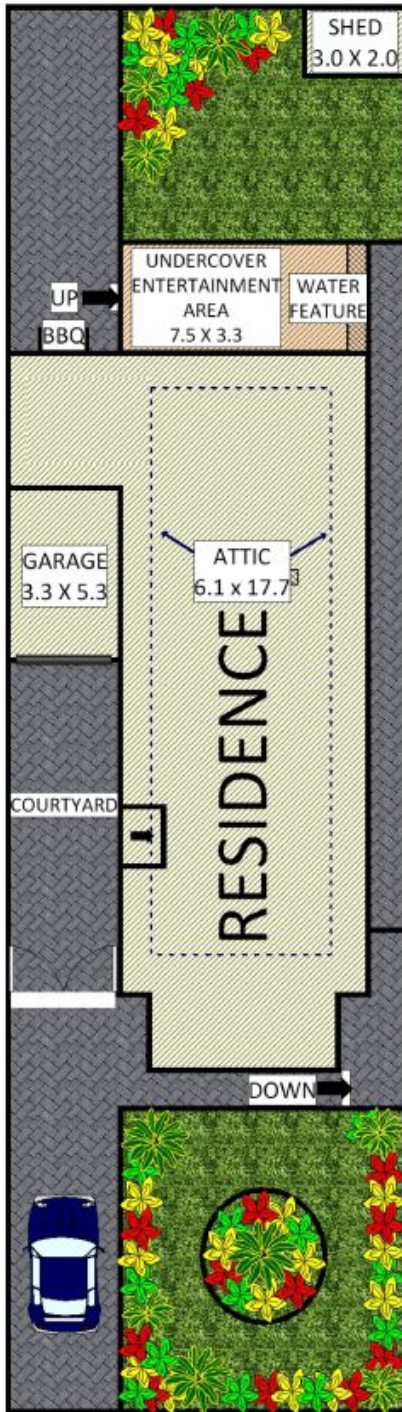 SHED
3.0 X 2.0
UNDERCOVER
ENTERTAINMENT
AREA
7.5 X 3.3
WATER
FEATURE
UP
BBQ
GARAGE
3.3 X 5.3
ATTIC
6.1 x 17.7
RESIDENCE
COURTYARD
DOWN